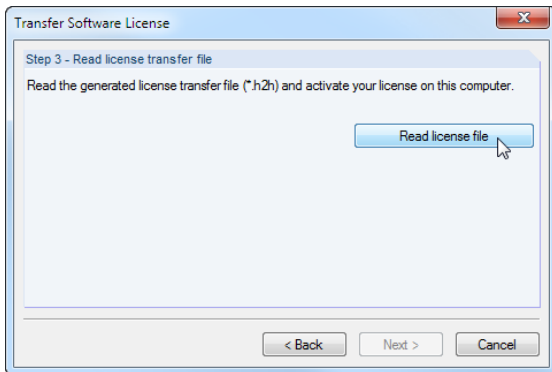 Transfer Software License
Step 3 - Read license transfer file
Read the generated license transfer file (*.h2h) and activate your license on this computer.
Read license file
< Back
Next >
Cancel